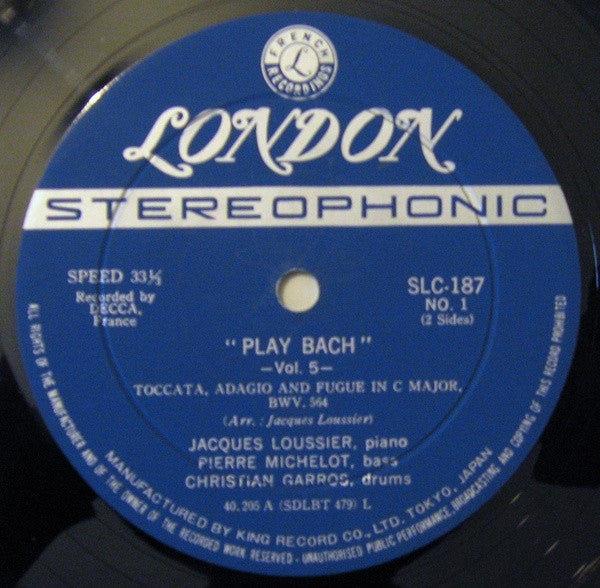 FRENCH
L
RECORDINGS
LONDON
STEREOPHONIC
SPEED 33⅓
Recorded by
DECCA,
France
SLC-187
NO. 1
(2 Sides)
"PLAY BACH"
—Vol. 5—
TOCCATA, ADAGIO AND FUGUE IN C MAJOR,
BWV. 564
(Arr.: Jacques Loussier)
JACQUES LOUSSIER, piano
PIERRE MICHELOT, bass
CHRISTIAN GARROS, drums
40.205 A (SDLBT 479) L
MANUFACTURED BY KING RECORD CO., LTD. TOKYO, JAPAN
ALL RIGHTS OF THE MANUFACTURER AND OF THE OWNER OF THE RECORDED WORK RESERVED - UNAUTHORISED PUBLIC PERFORMANCE, BROADCASTING AND COPYING OF THIS RECORD PROHIBITED